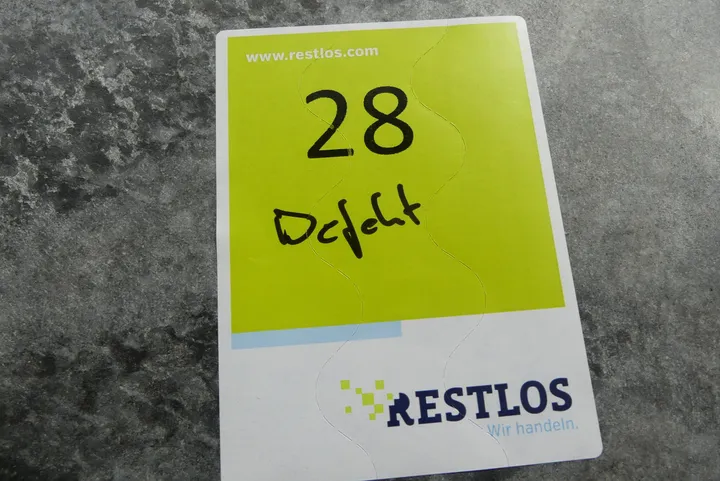 www.restlos.com
28
Defekt
RESTLOS
Wir handeln.